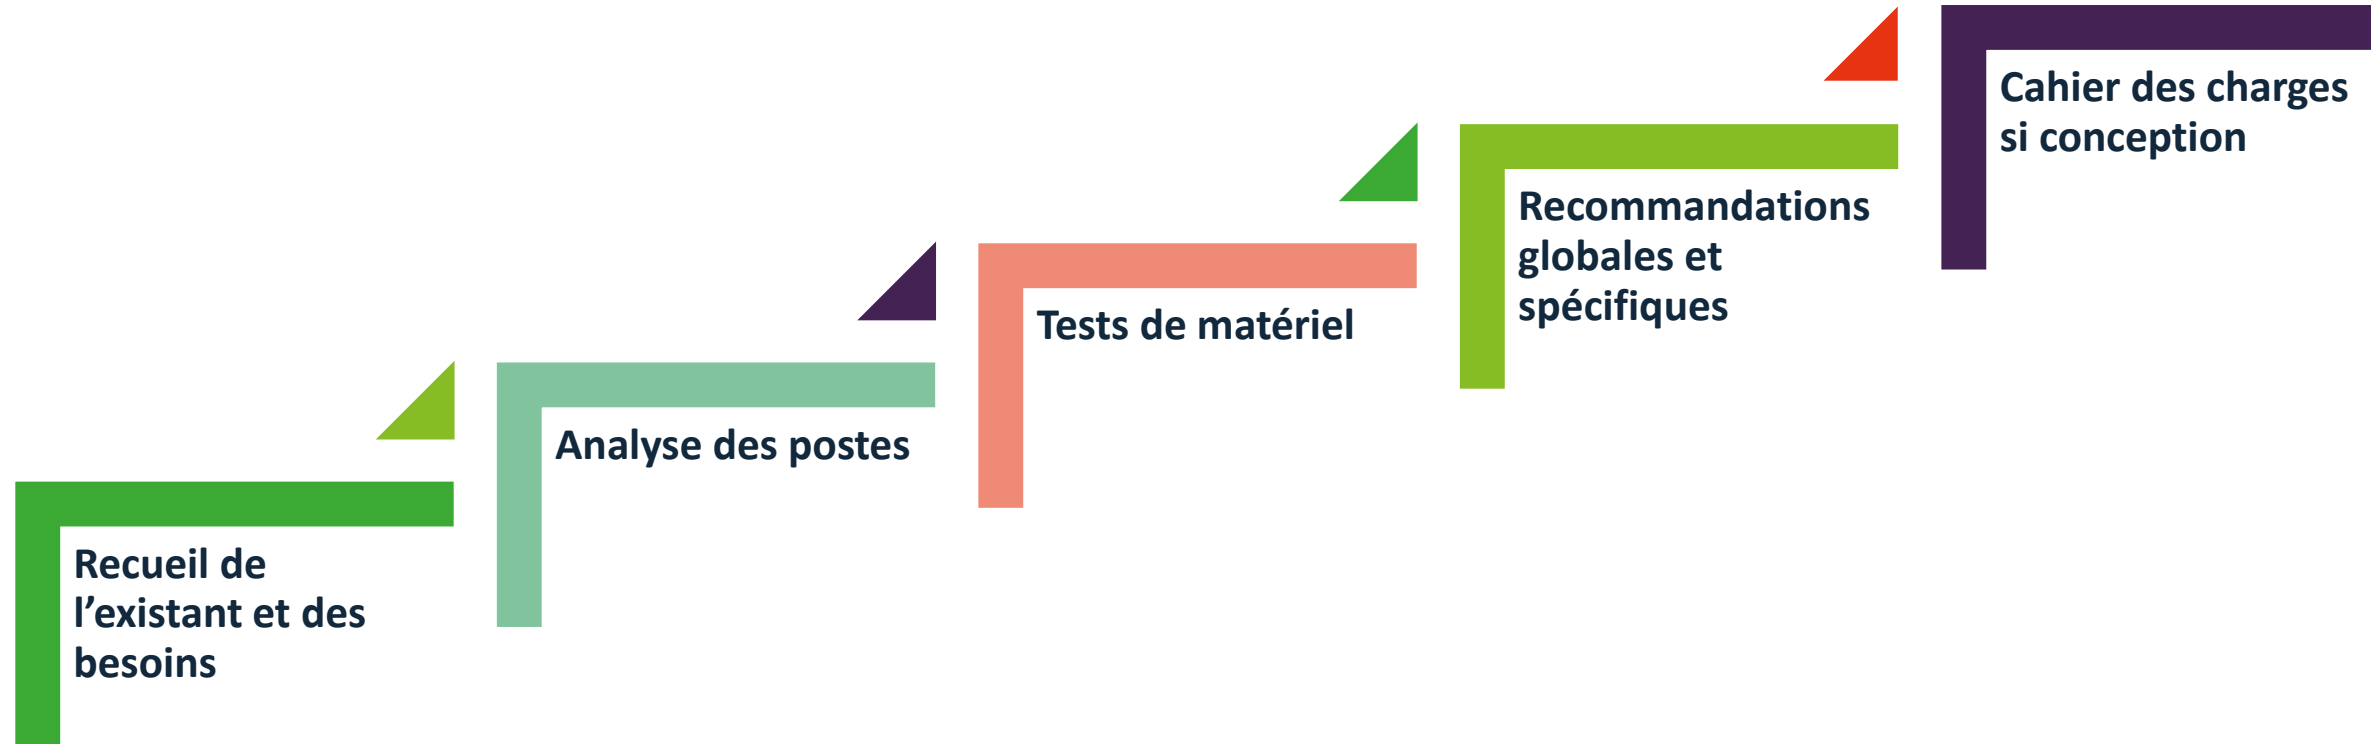 Recueil de
l’existant et des
besoins
Analyse des postes
Tests de matériel
Recommandations
globales et
spécifiques
Cahier des charges
si conception